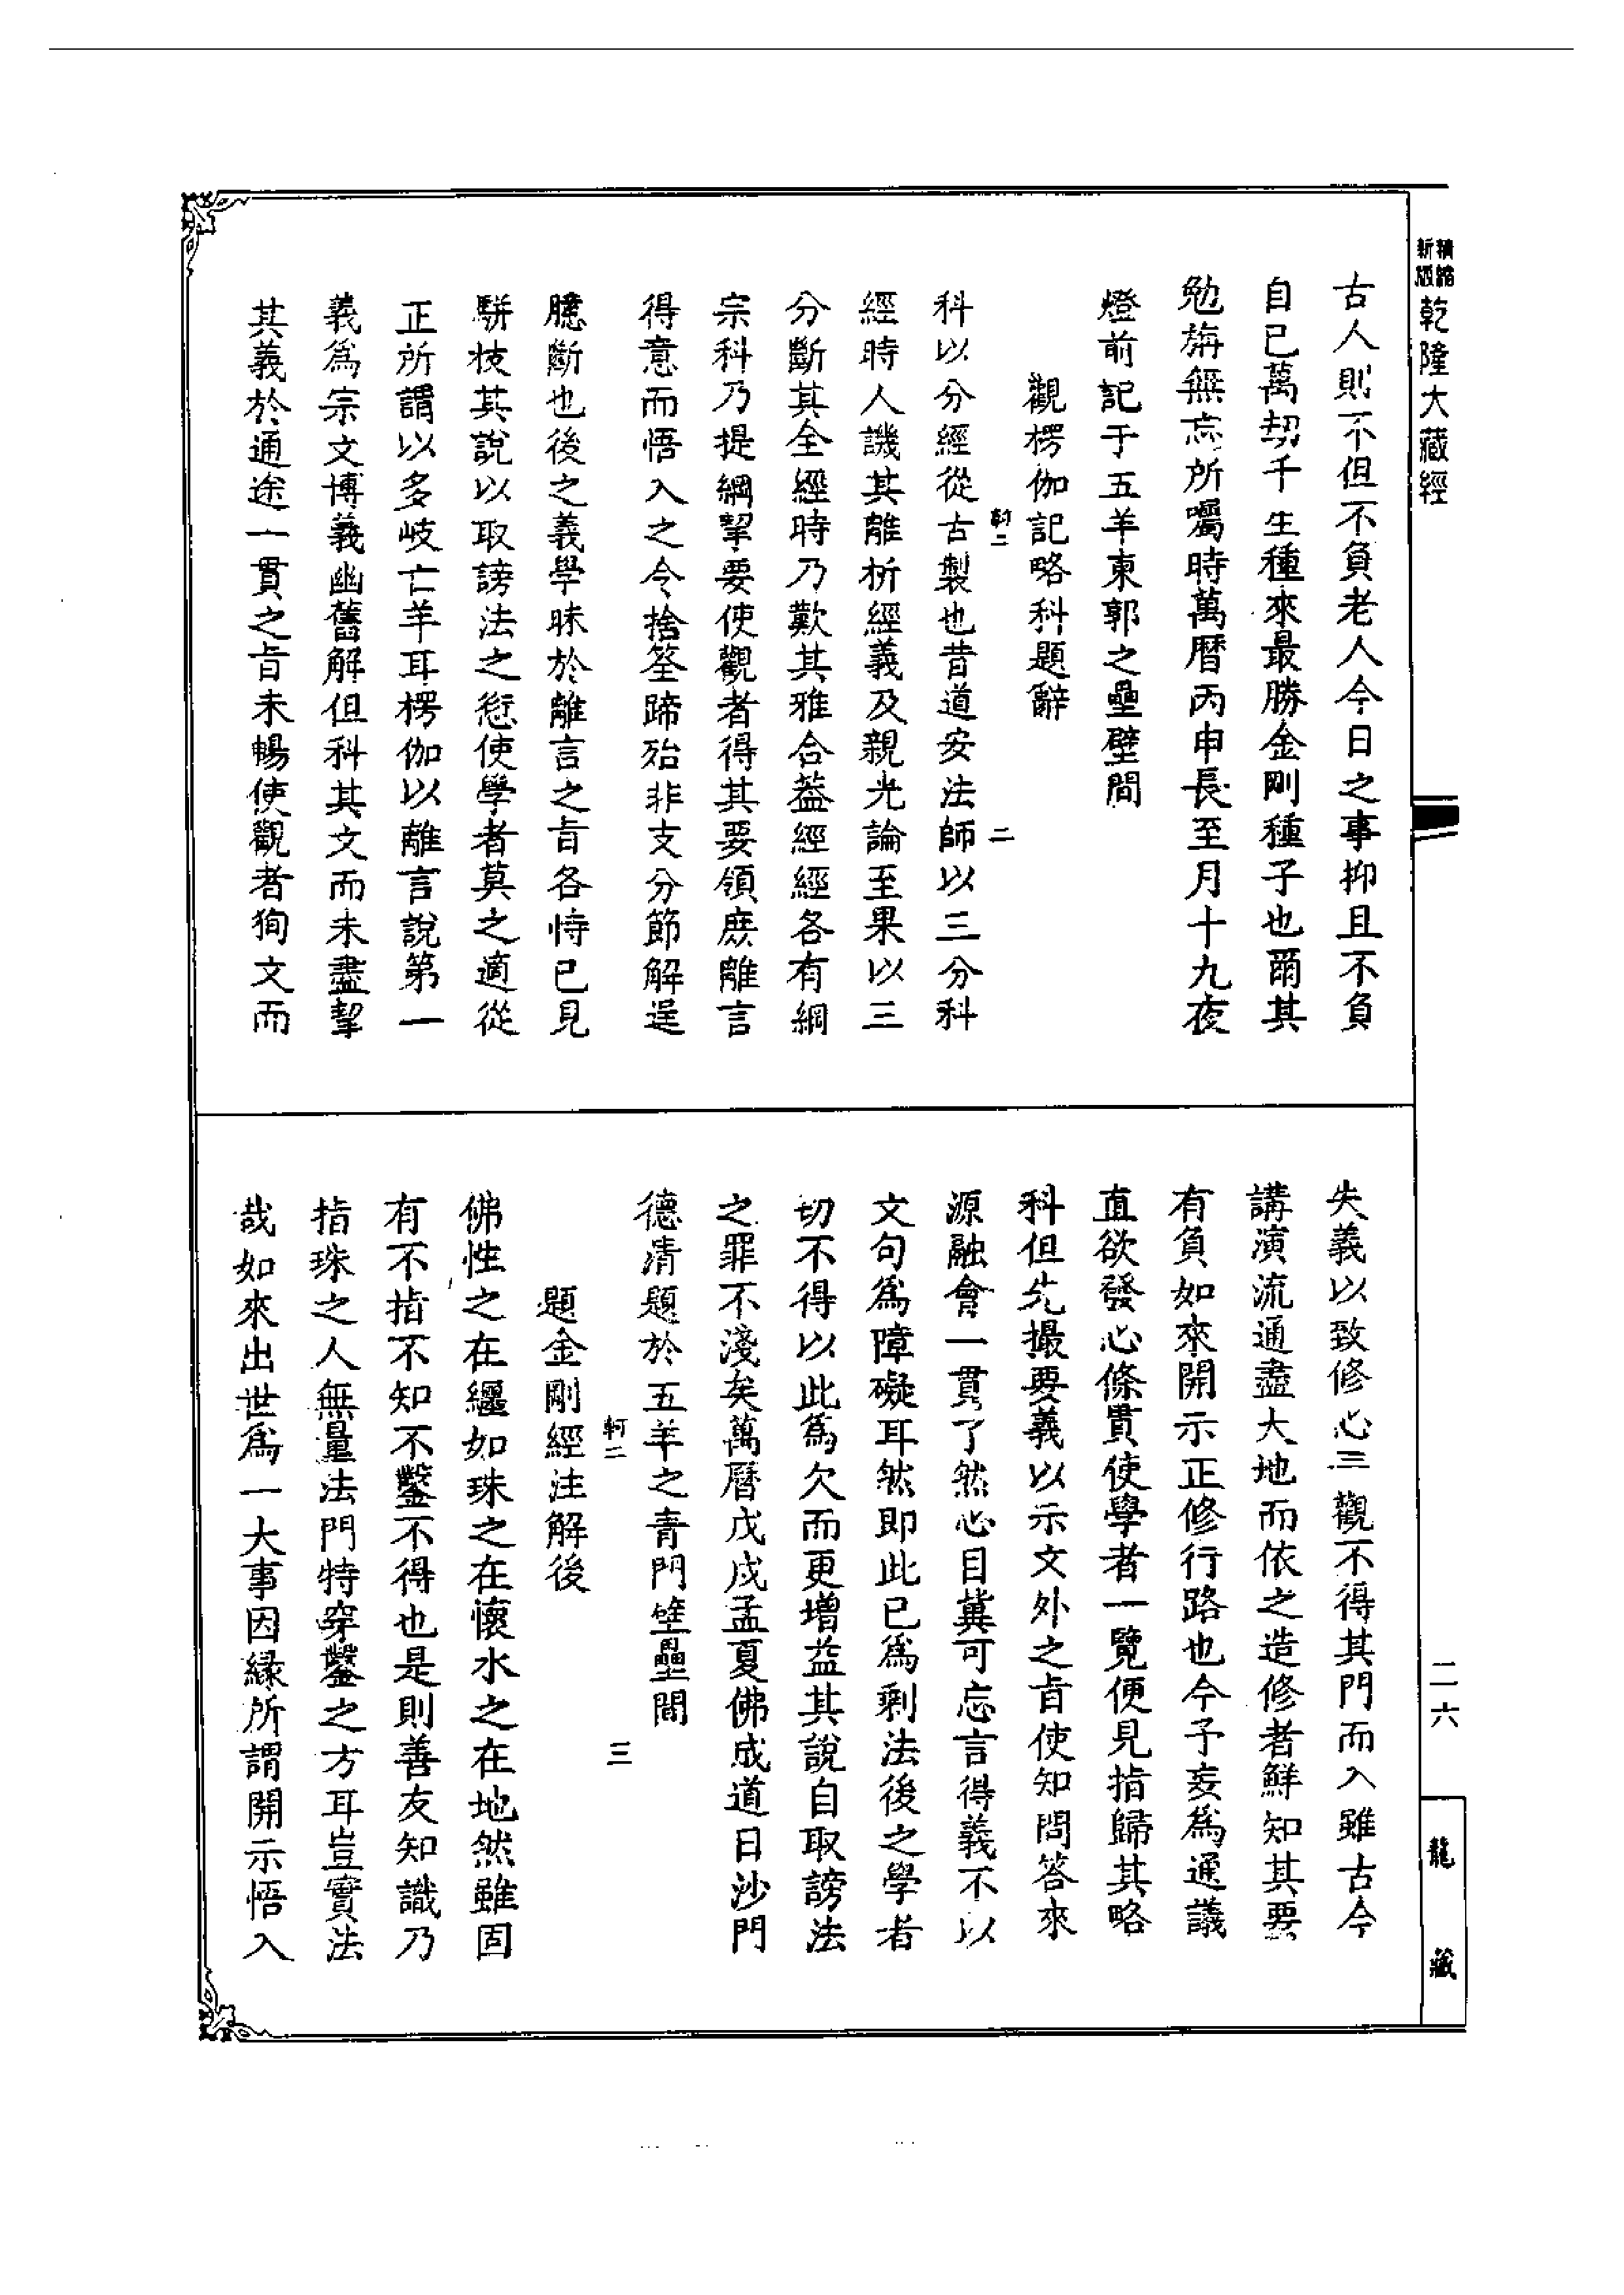 精縮
新版
乾隆大藏經
古人則不但不負老人今日之事抑且不負
自已萬劫千生種來最勝金剛種子也爾其
勉旃無忘所囑時萬曆丙申長至月十九夜
燈前記于五羊東郭之壘壁間
觀楞伽記略科題辭
軻二
二
科以分經從古製也昔道安法師以三分科
經時人譏其離析經義及親光論至果以三
分斷其全經時乃歎其雅合葢經經各有綱
宗科乃提綱挈要使觀者得其要領庶離言
得意而悟入之令捨筌蹄殆非支分節解逞
臆斷也後之義學昧於離言之㫖各恃已見
駢枝其說以取謗法之愆使學者莫之適從
正所謂以多岐亡羊耳楞伽以離言說第一
義爲宗文博義幽舊解但科其文而未盡挈
其義於通途一貫之㫖未暢使觀者狥文而
失義以致修心三觀不得其門而入雖古今
講演流通盡大地而依之造修者鮮知其要
有負如來開示正修行路也今予妄爲通議
直欲發心條貫使學者一覽便見指歸其略
科但先撮要義以示文外之㫖使知問答來
源融會一貫了然心目冀可忘言得義不以
文句爲障礙耳然即此已爲剩法後之學者
切不得以此爲欠而更增益其說自取謗法
之罪不淺矣萬曆戊戌孟夏佛成道日沙門
德清題於五羊之青門壁壘間
軻二
三
題金剛經注解後
佛性之在纏如珠之在懷水之在地然雖固
有不指不知不鑿不得也是則善友知識乃
指珠之人無量法門特穿鑿之方耳豈實法
哉如來出世爲一大事因緣所謂開示悟入
二六
龍藏